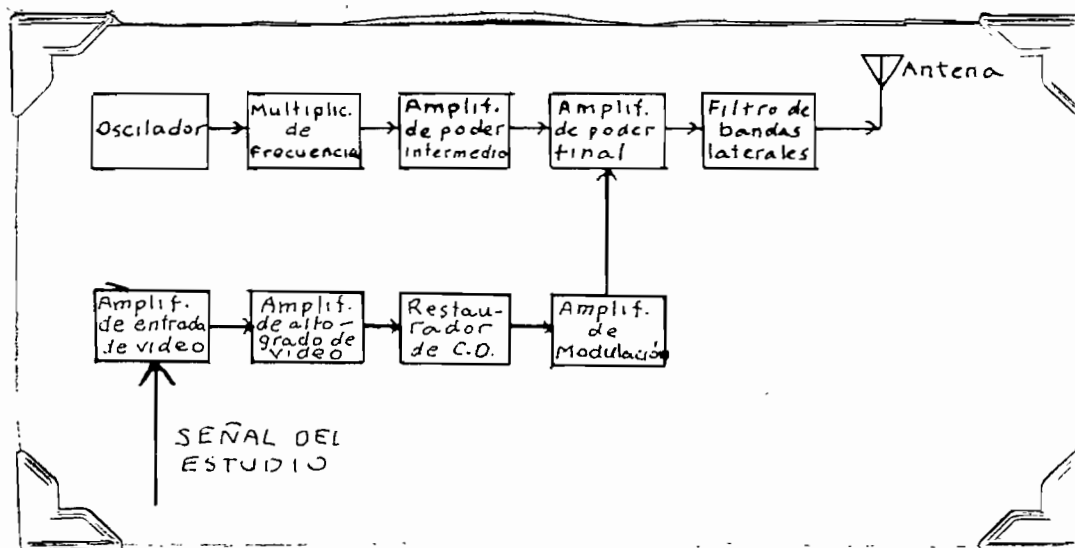 Antena
Oscilador
Multiplic.
de
Frecuencia
Amplif.
de poder
intermedio
Amplif.
de poder
final
Filtro de
bandas
laterales
Amplif.
de entrada
de video
Amplif.
de alto-
grado de
video
Restau-
rador
de C.D.
Amplif.
de
Modulación
SEÑAL DEL
ESTUDIO